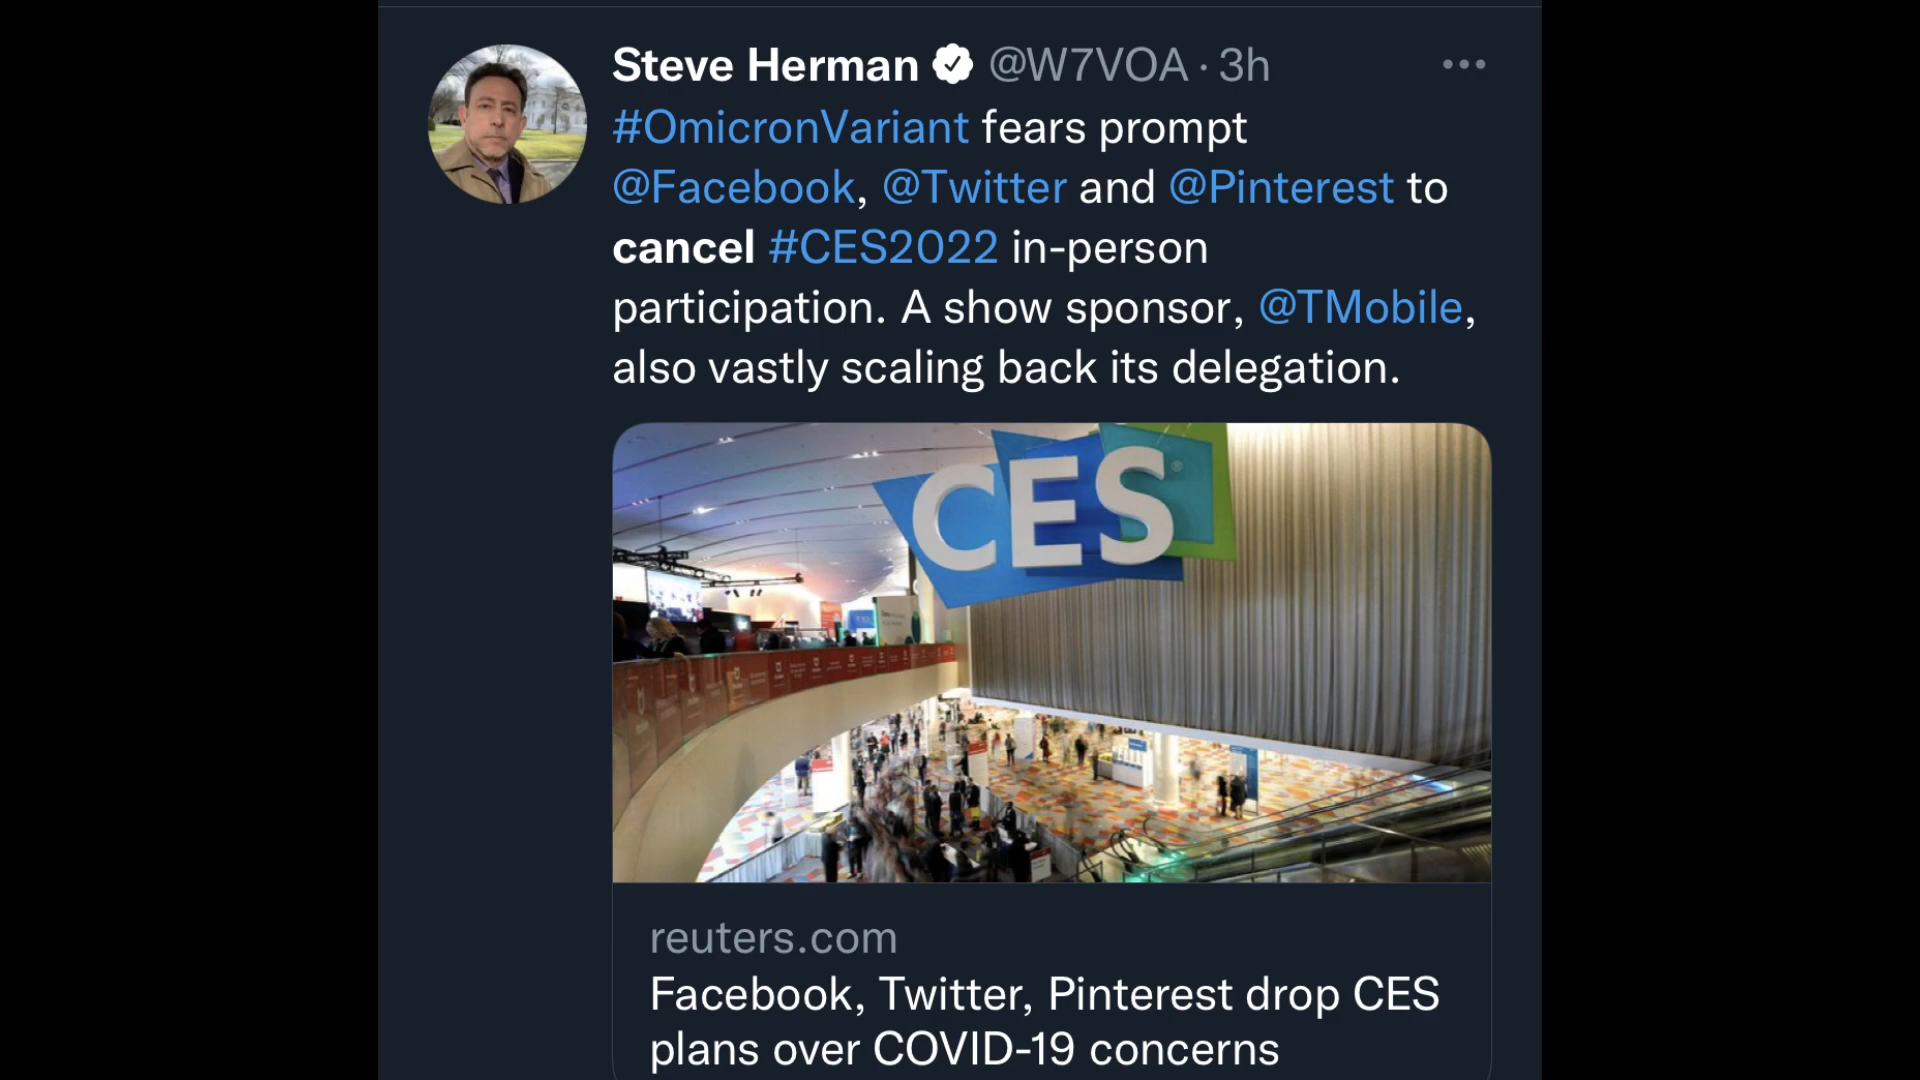 Steve Herman @W7VOA · 3h
#OmicronVariant fears prompt
@Facebook, @Twitter and @Pinterest to
cancel #CES2022 in-person
participation. A show sponsor, @TMobile,
also vastly scaling back its delegation.
CES®
reuters.com
Facebook, Twitter, Pinterest drop CES
plans over COVID-19 concerns